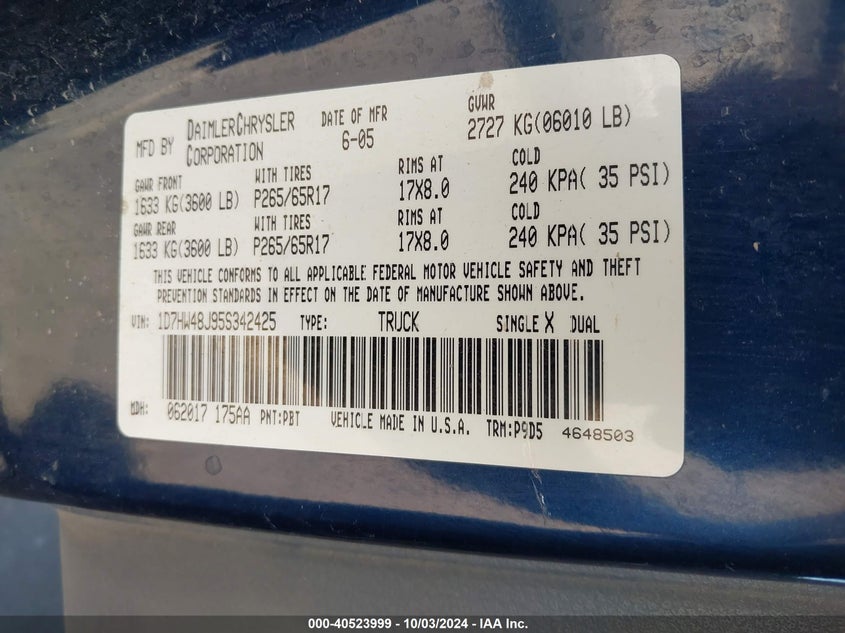 MFD BY DAIMLERCHRYSLER CORPORATION DATE OF MFR 6-05 GVWR 2727 KG(06010 LB)
GAWR FRONT WITH TIRES RIMS AT COLD
1633 KG(3600 LB) P265/65R17 17X8.0 240 KPA( 35 PSI)
GAWR REAR WITH TIRES RIMS AT COLD
1633 KG(3600 LB) P265/65R17 17X8.0 240 KPA( 35 PSI)
THIS VEHICLE CONFORMS TO ALL APPLICABLE FEDERAL MOTOR VEHICLE SAFETY AND THEFT
PREVENTION STANDARDS IN EFFECT ON THE DATE OF MANUFACTURE SHOWN ABOVE.
VIN: 1D7HW48J95S342425 TYPE: TRUCK SINGLE X DUAL
MDH: 062017 175AA PNT:PBT VEHICLE MADE IN U.S.A. TRM:P9D5 4648503
000-40523999 - 10/03/2024 - IAA Inc.